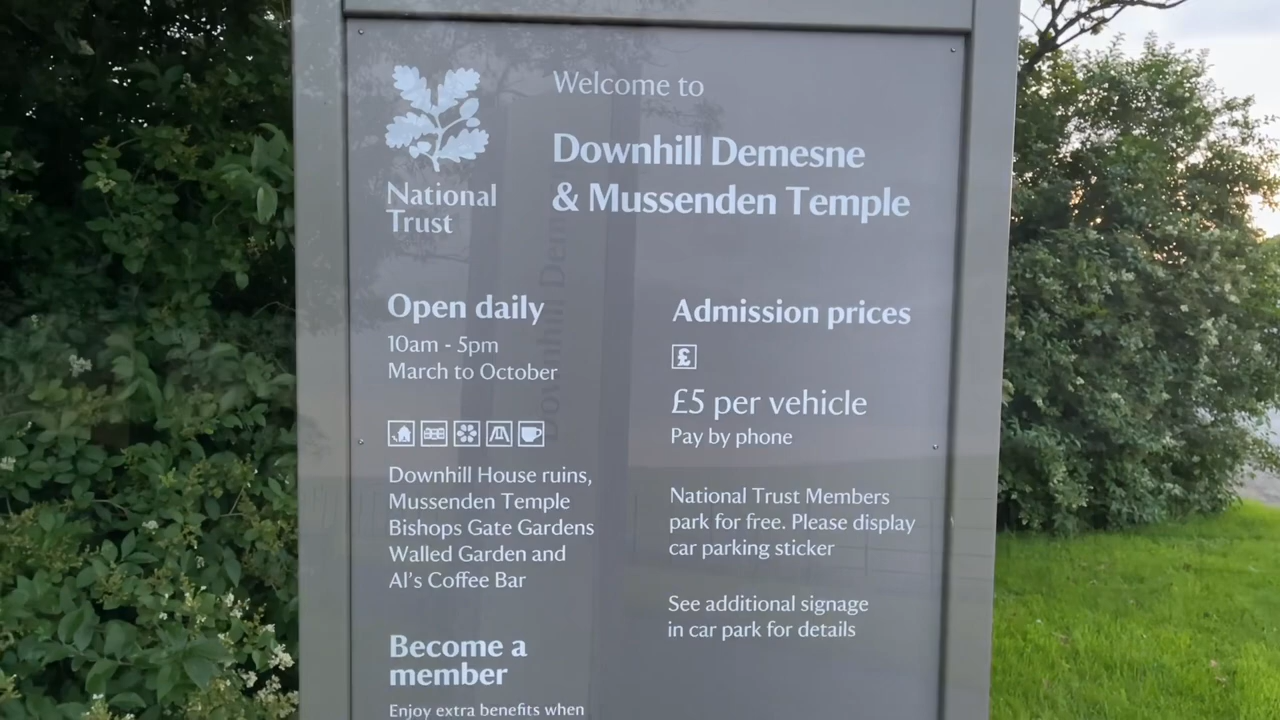 National
Trust
Welcome to
Downhill Demesne
& Mussenden Temple
Open daily
10am - 5pm
March to October
Downhill House ruins,
Mussenden Temple
Bishops Gate Gardens
Walled Garden and
Al's Coffee Bar
Become a
member
Enjoy extra benefits when
Admission prices
£
£5 per vehicle
Pay by phone
National Trust Members
park for free. Please display
car parking sticker
See additional signage
in car park for details